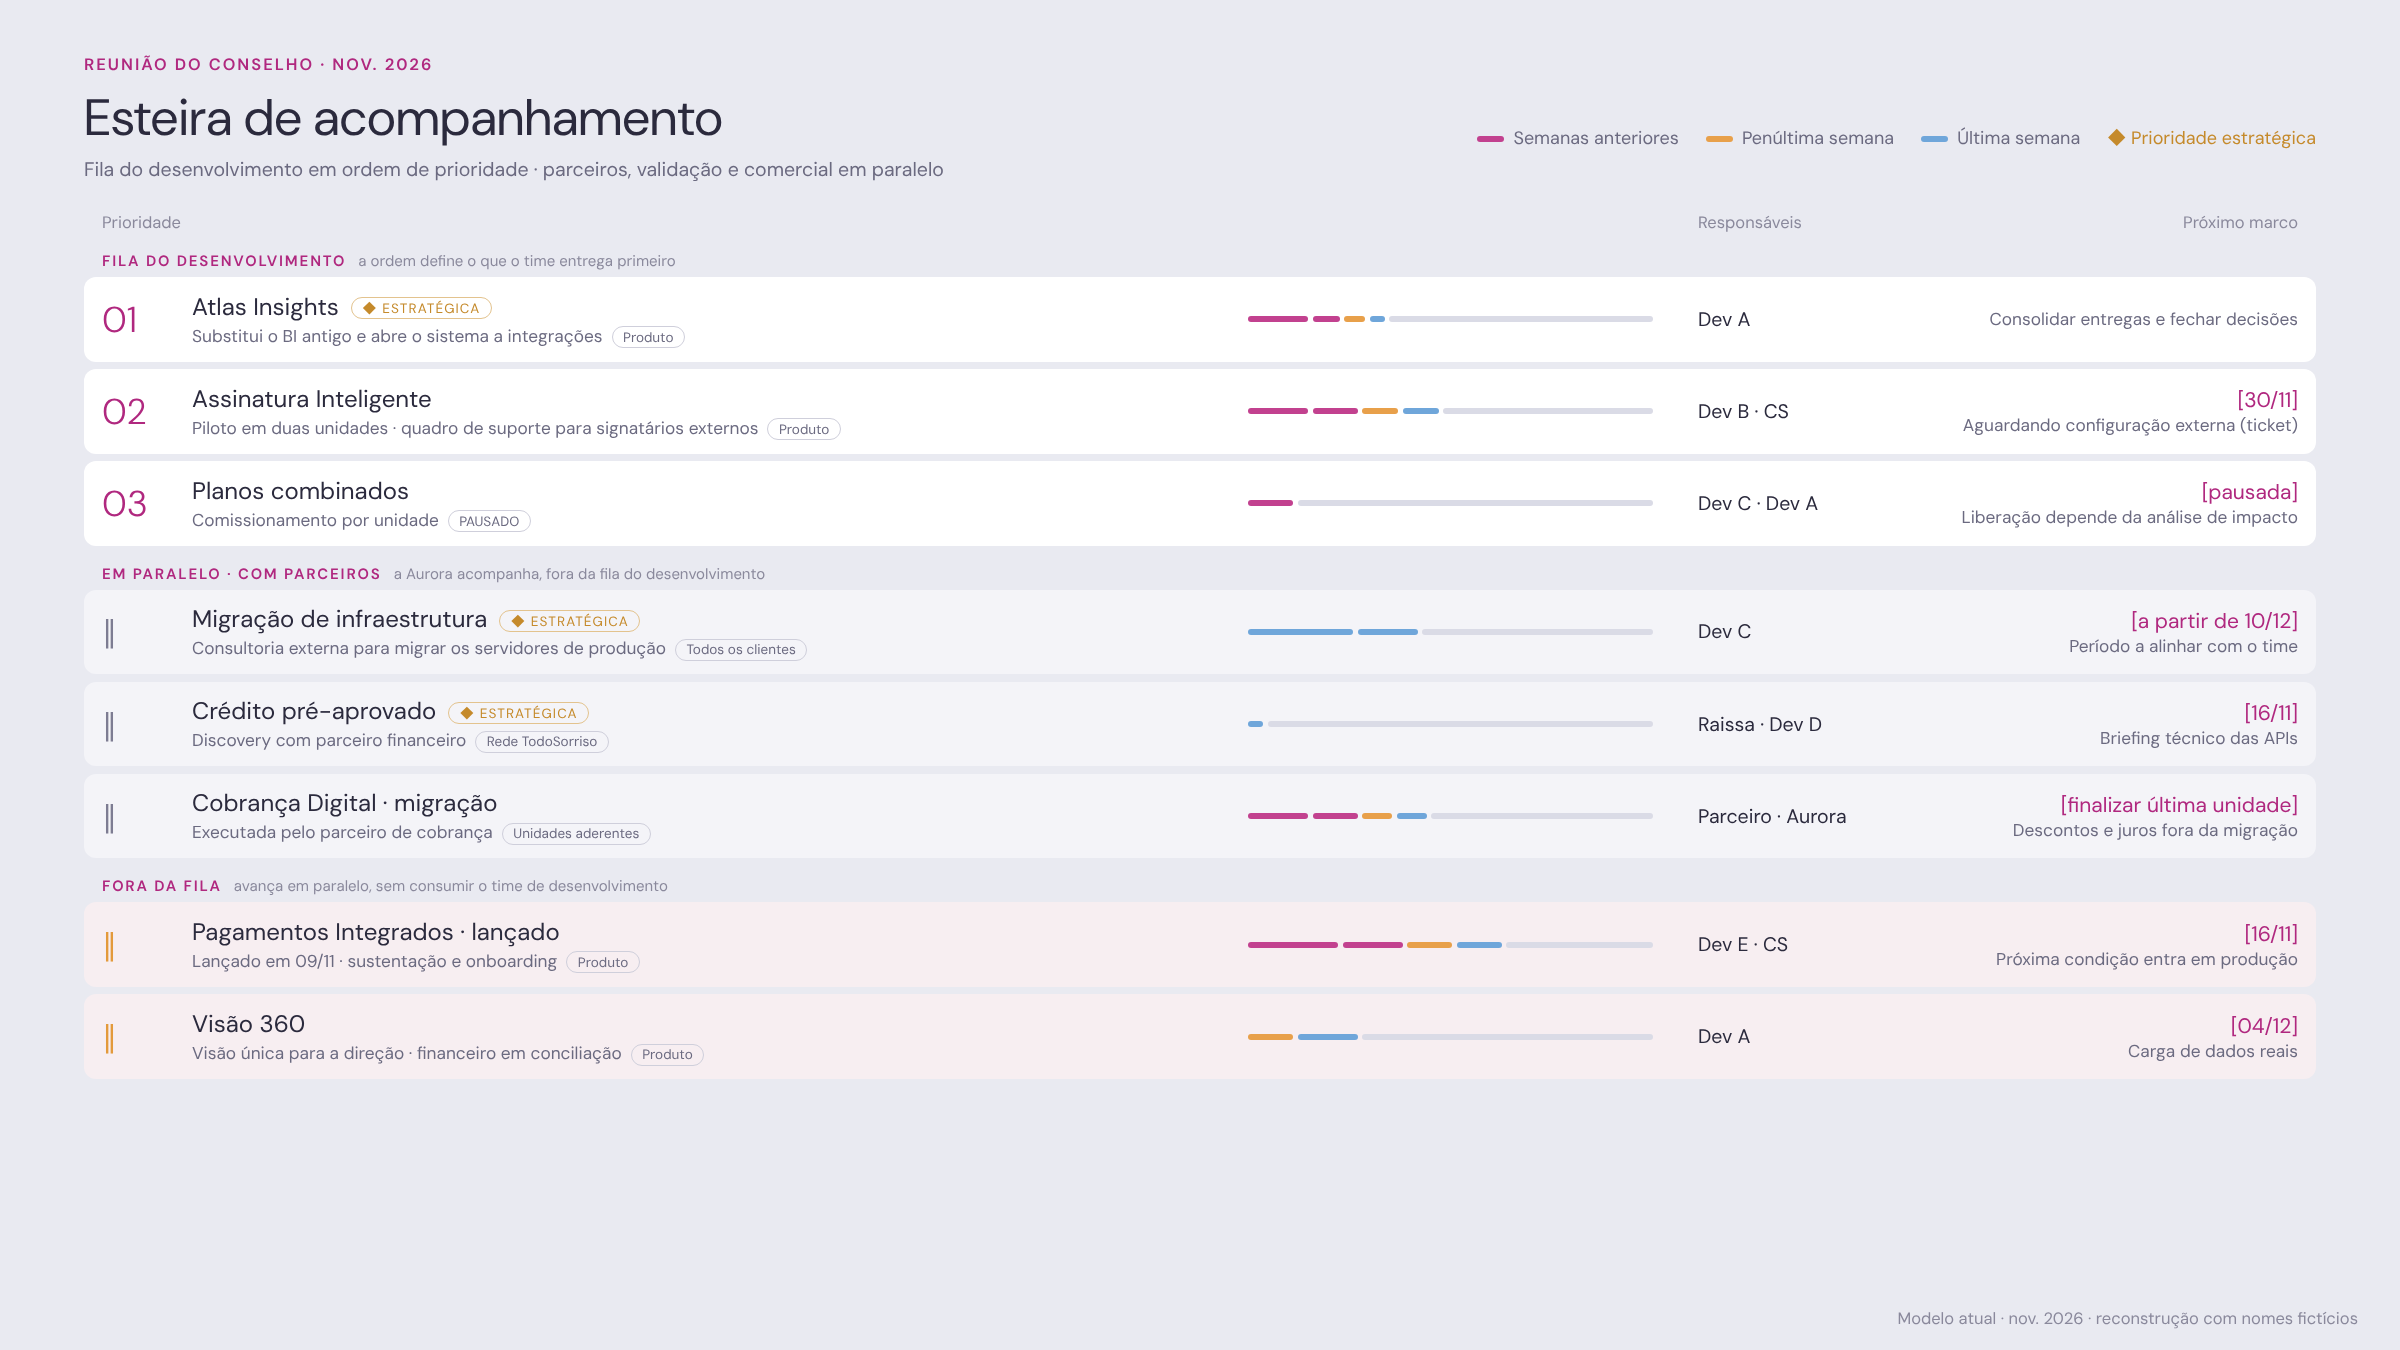 REUNIÃO DO CONSELHO · NOV. 2026
Esteira de acompanhamento
Fila do desenvolvimento em ordem de prioridade · parceiros, validação e comercial em paralelo
Semanas anteriores
Penúltima semana
Última semana
◆ Prioridade estratégica
Prioridade
Responsáveis
Próximo marco
FILA DO DESENVOLVIMENTO a ordem define o que o time entrega primeiro
01
Atlas Insights ◆ ESTRATÉGICA
Substitui o BI antigo e abre o sistema a integrações Produto
Dev A
Consolidar entregas e fechar decisões
02
Assinatura Inteligente
Piloto em duas unidades · quadro de suporte para signatários externos Produto
Dev B · CS
[30/11]
Aguardando configuração externa (ticket)
03
Planos combinados
Comissionamento por unidade PAUSADO
Dev C · Dev A
[pausada]
Liberação depende da análise de impacto
EM PARALELO · COM PARCEIROS a Aurora acompanha, fora da fila do desenvolvimento
Migração de infraestrutura ◆ ESTRATÉGICA
Consultoria externa para migrar os servidores de produção Todos os clientes
Dev C
[a partir de 10/12]
Período a alinhar com o time
Crédito pré-aprovado ◆ ESTRATÉGICA
Discovery com parceiro financeiro Rede TodoSorriso
Raissa · Dev D
[16/11]
Briefing técnico das APIs
Cobrança Digital · migração
Executada pelo parceiro de cobrança Unidades aderentes
Parceiro · Aurora
[finalizar última unidade]
Descontos e juros fora da migração
FORA DA FILA avança em paralelo, sem consumir o time de desenvolvimento
Pagamentos Integrados · lançado
Lançado em 09/11 · sustentação e onboarding Produto
Dev E · CS
[16/11]
Próxima condição entra em produção
Visão 360
Visão única para a direção · financeiro em conciliação Produto
Dev A
[04/12]
Carga de dados reais
Modelo atual · nov. 2026 · reconstrução com nomes fictícios